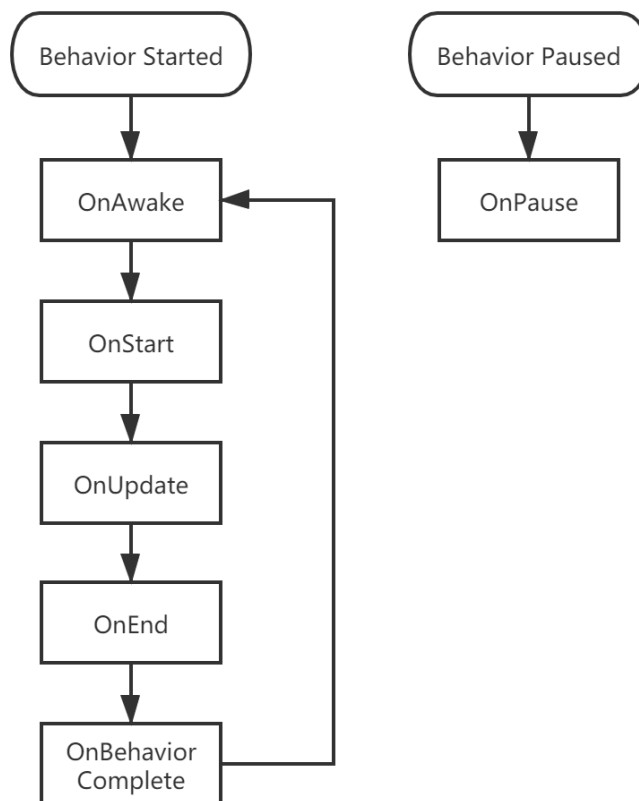 Behavior Started
Behavior Paused
OnAwake
OnPause
OnStart
OnUpdate
OnEnd
OnBehavior
Complete